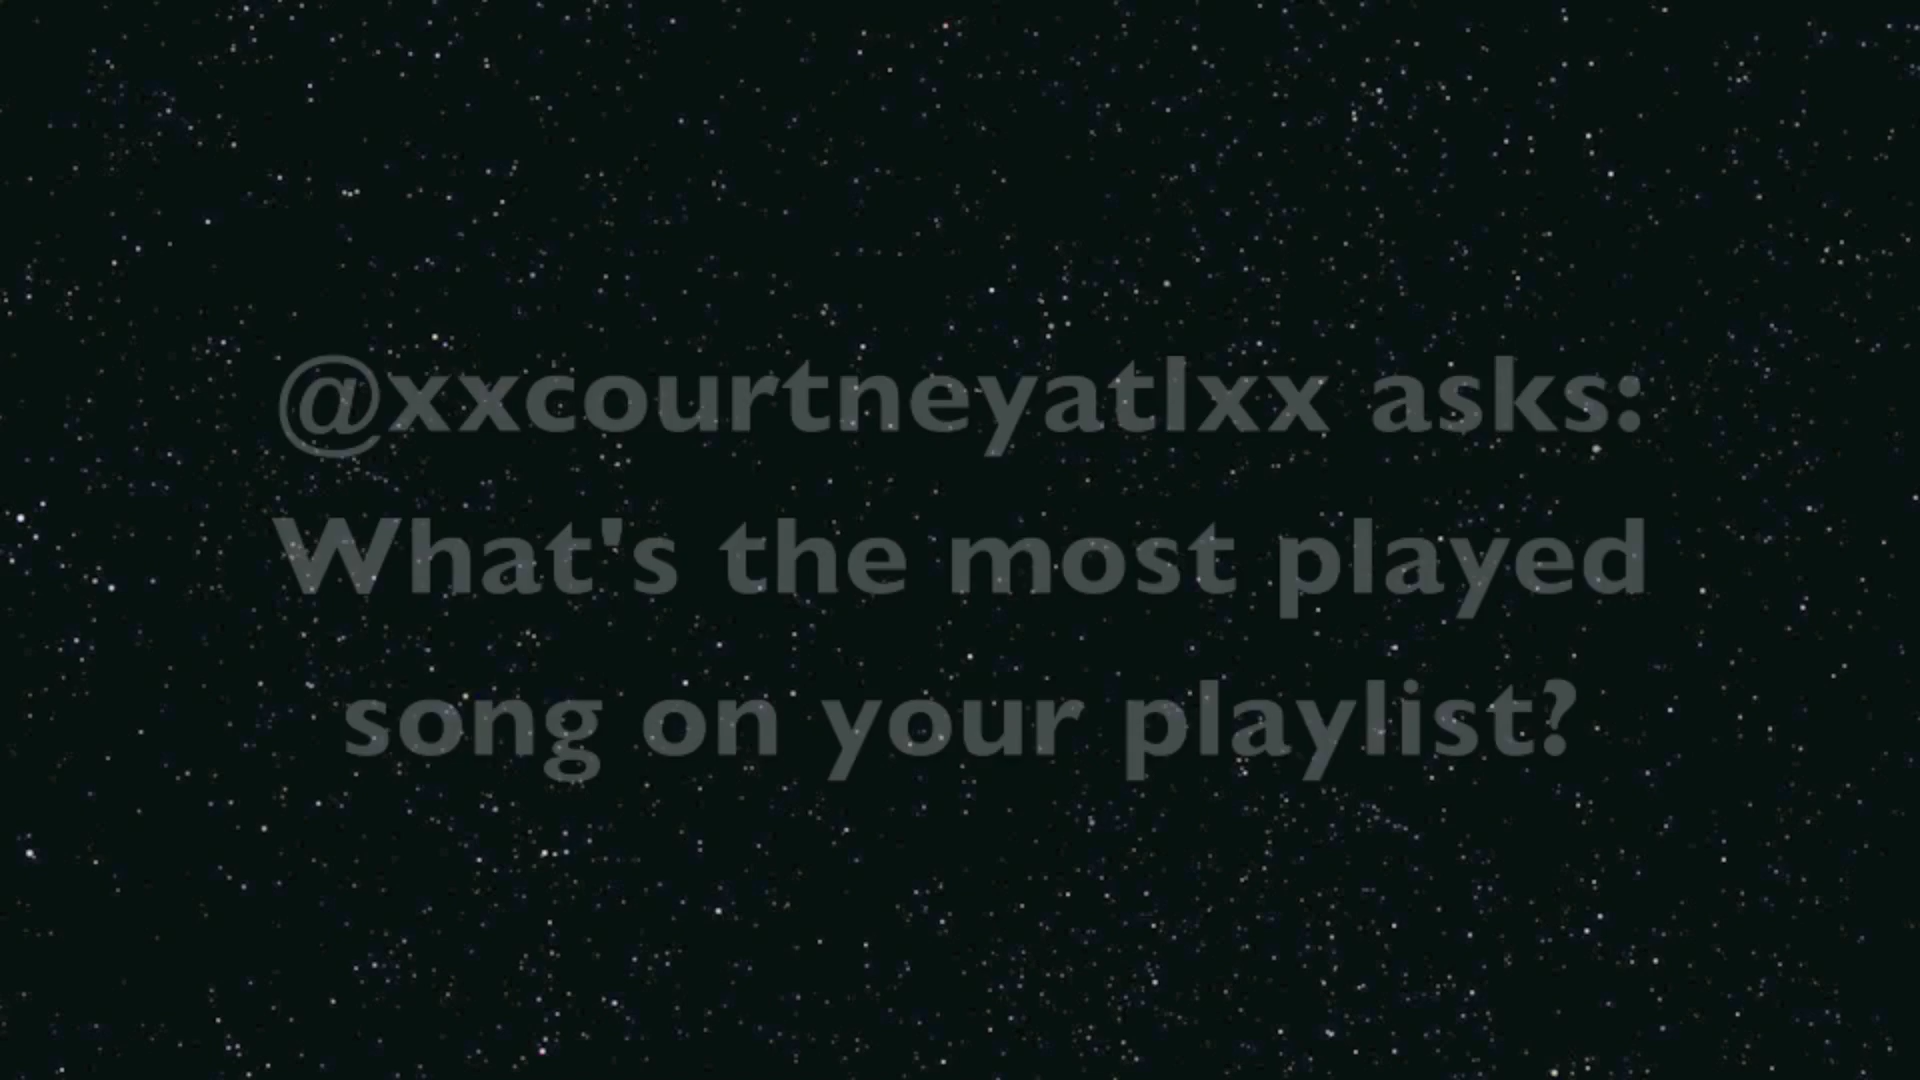 @xxcourtneyatlxx asks:
What's the most played
song on your playlist?